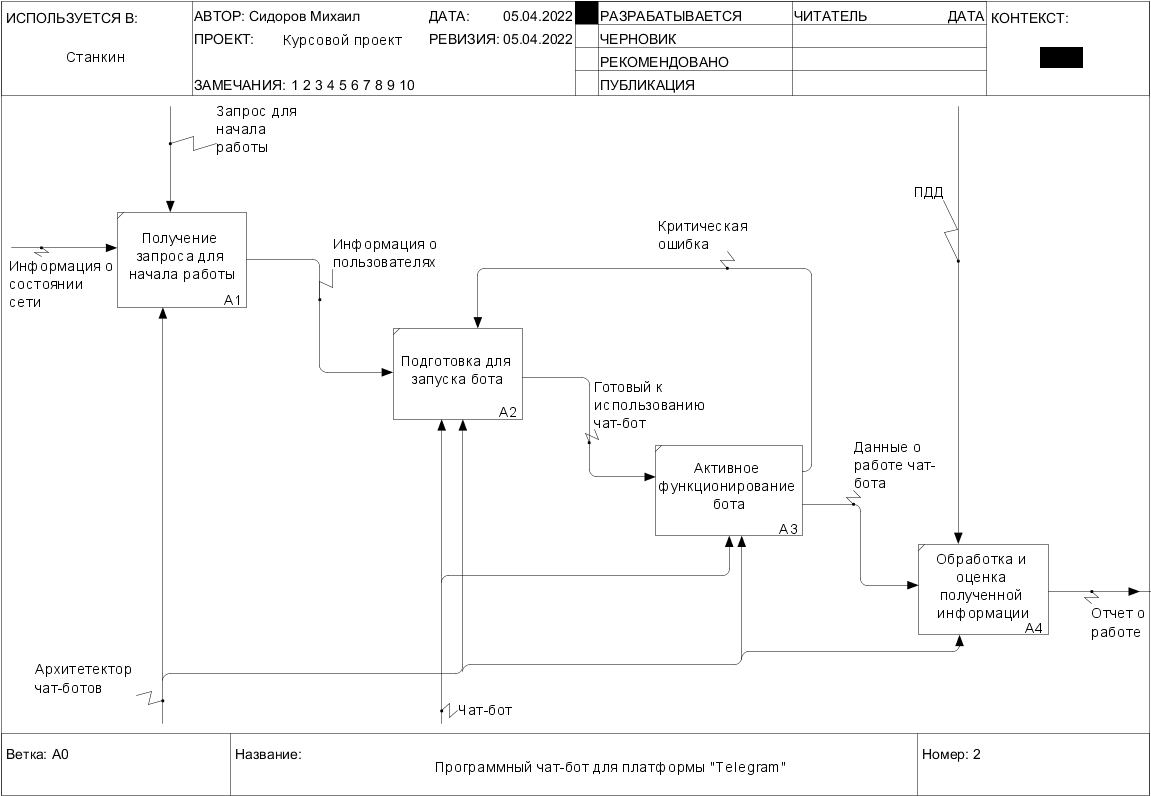 ИСПОЛЬЗУЕТСЯ В:
Станкин
АВТОР: Сидоров Михаил
ДАТА: 05.04.2022
ПРОЕКТ: Курсовой проект
РЕВИЗИЯ: 05.04.2022
ЗАМЕЧАНИЯ: 1 2 3 4 5 6 7 8 9 10
РАЗРАБАТЫВАЕТСЯ
ЧЕРНОВИК
РЕКОМЕНДОВАНО
ПУБЛИКАЦИЯ
ЧИТАТЕЛЬ
ДАТА
КОНТЕКСТ:
Запрос для
начала
работы
ПДД
Получение
запроса для
начала работы
A1
Информация о
состоянии
сети
Информация о
пользователях
Критическая
ошибка
Подготовка для
запуска бота
A2
Готовый к
использованию
чат-бот
Активное
функционирование
бота
A3
Данные о
работе чат-
бота
Обработка и
оценка
полученной
информации
A4
Отчет о
работе
Архитетектор
чат-ботов
Чат-бот
Ветка: A0
Название:
Программный чат-бот для платформы "Telegram"
Номер: 2